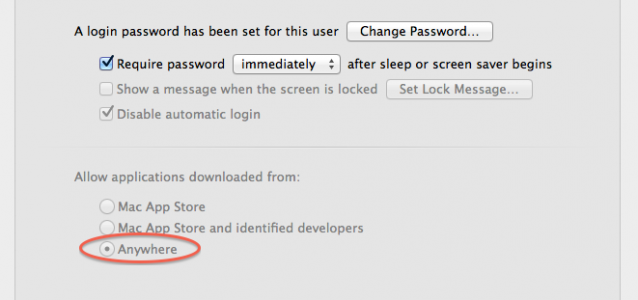 A login password has been set for this user Change Password...
Require password immediately after sleep or screen saver begins
Show a message when the screen is locked Set Lock Message...
Disable automatic login
Allow applications downloaded from:
Mac App Store
Mac App Store and identified developers
Anywhere